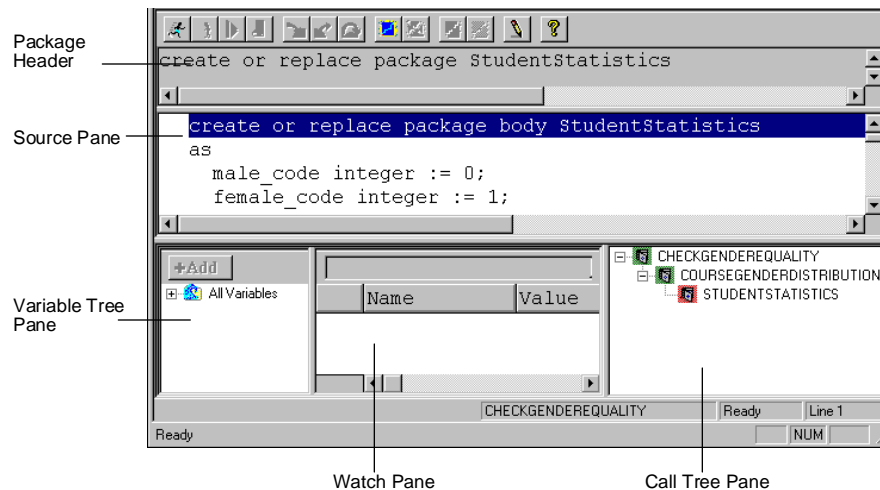 Package
Header
create or replace package StudentStatistics
Source Pane
create or replace package body StudentStatistics
as
male_code integer := 0;
female_code integer := 1;
+Add
All Variables
Name Value
CHECKGENDEREQUALITY
COURSEGENDERDISTRIBUTION
STUDENTSTATISTICS
Variable Tree
Pane
CHECKGENDEREQUALITY Ready Line 1
Ready NUM
Watch Pane Call Tree Pane